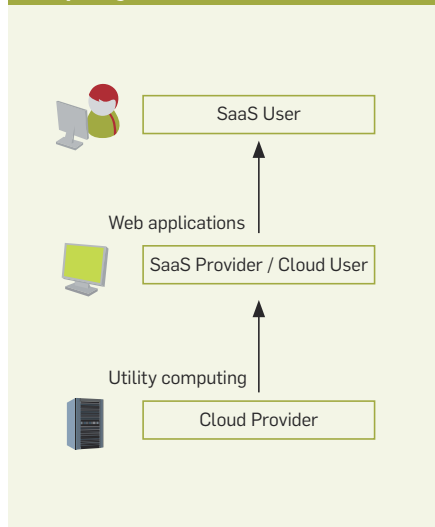 SaaS User
Web applications
SaaS Provider / Cloud User
Utility computing
Cloud Provider